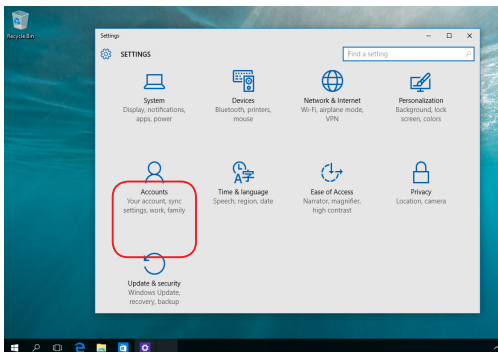 Recycle Bin
Settings
SETTINGS
Find a setting
System
Display, notifications,
apps, power
Devices
Bluetooth, printers,
mouse
Network & Internet
Wi-Fi, airplane mode,
VPN
Personalization
Background, lock
screen, colors
Accounts
Your account, sync
settings, work, family
Time & language
Speech, region, date
Ease of Access
Narrator, magnifier,
high contrast
Privacy
Location, camera
Update & security
Windows Update,
recovery, backup